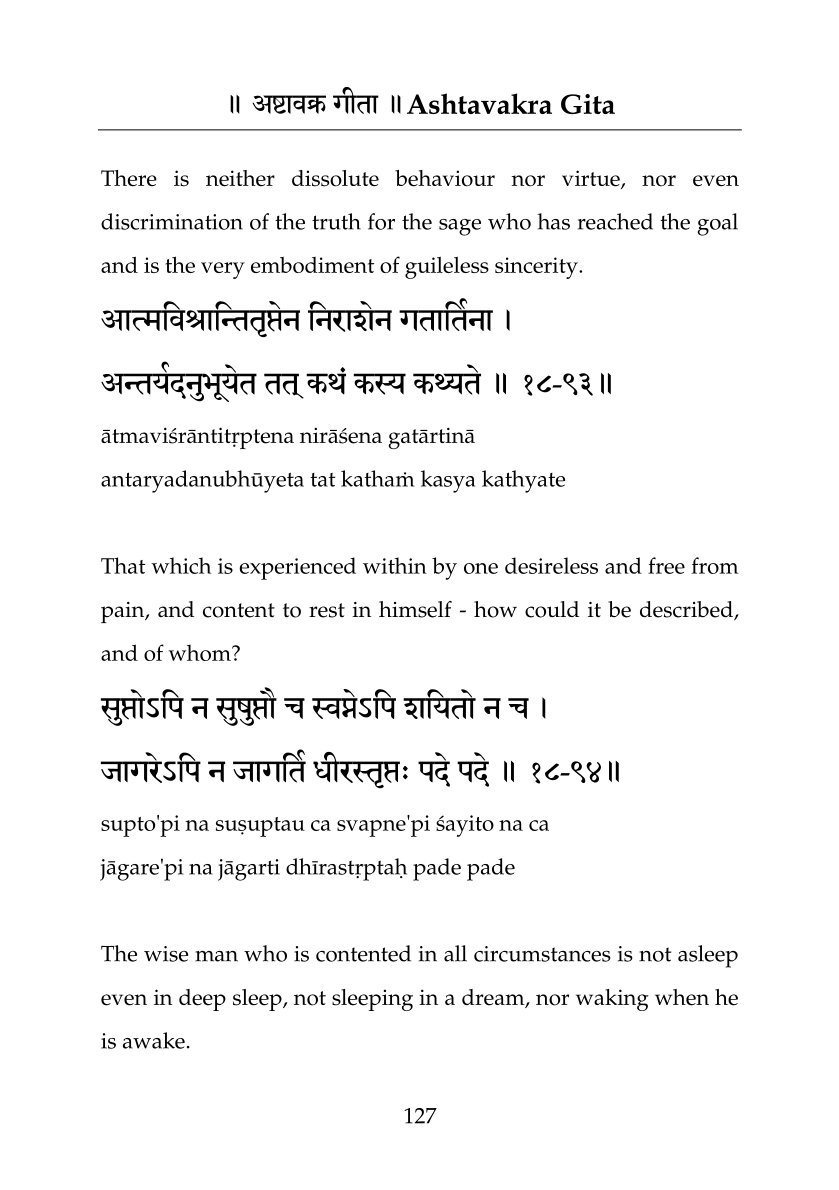 ॥ अष्टावक्र गीता ॥ Ashtavakra Gita
There is neither dissolute behaviour nor virtue, nor even
discrimination of the truth for the sage who has reached the goal
and is the very embodiment of guileless sincerity.
आत्मविश्रान्तितृप्तेन निराशेन गतार्तिना ।
अन्तर्यदनुभूयेत तत् कथं कस्य कथ्यते ॥ १८-९३॥
ātmaviśrāntitṛptena nirāśena gatārtinā
antaryadanubhūyeta tat kathaṁ kasya kathyate
That which is experienced within by one desireless and free from
pain, and content to rest in himself - how could it be described,
and of whom?
सुप्तोऽपि न सुषुप्तौ च स्वप्नेऽपि शयितो न च ।
जागरेऽपि न जागर्ति धीरस्तृप्तः पदे पदे ॥ १८-९४॥
supto'pi na suṣuptau ca svapne'pi śayito na ca
jāgare'pi na jāgarti dhīrastṛptaḥ pade pade
The wise man who is contented in all circumstances is not asleep
even in deep sleep, not sleeping in a dream, nor waking when he
is awake.
127